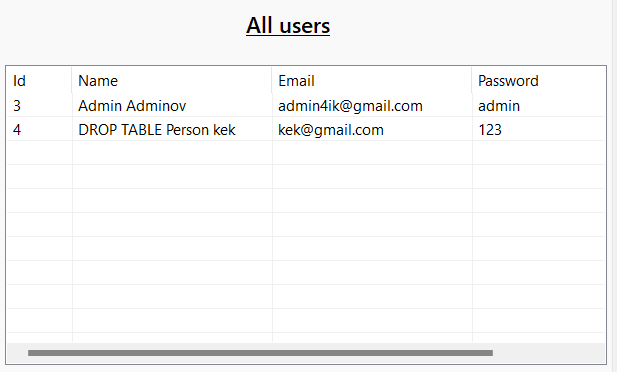 All users
Id Name Email Password
3 Admin Adminov admin4ik@gmail.com admin
4 DROP TABLE Person kek kek@gmail.com 123